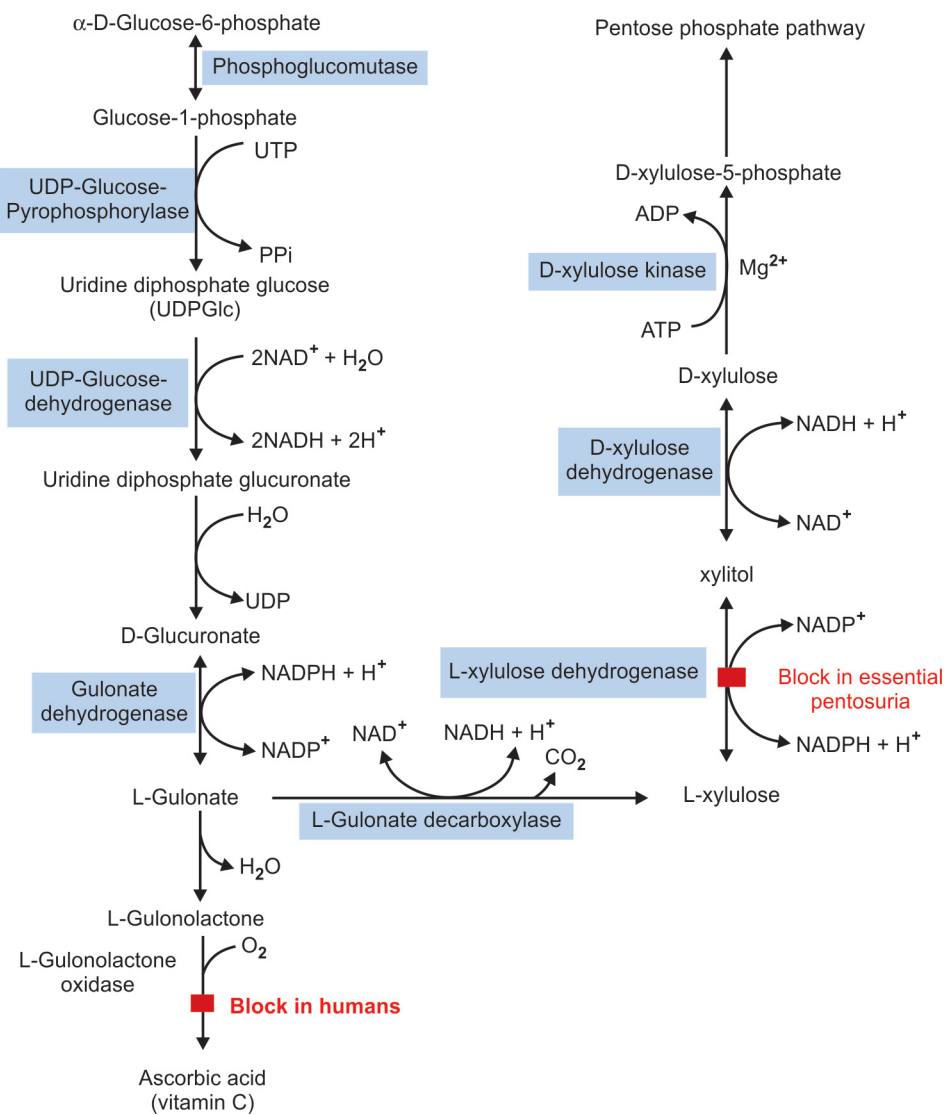 α-D-Glucose-6-phosphate
Phosphoglucomutase
Glucose-1-phosphate
UTP
UDP-Glucose-
Pyrophosphorylase
PPi
Uridine diphosphate glucose
(UDPGlc)
2NAD⁺ + H₂O
UDP-Glucose-
dehydrogenase
2NADH + 2H⁺
Uridine diphosphate glucuronate
H₂O
UDP
D-Glucuronate
NADPH + H⁺
Gulonate
dehydrogenase
NADP⁺
L-Gulonate
NAD⁺
NADH + H⁺
CO₂
L-Gulonate decarboxylase
H₂O
L-Gulonolactone
O₂
L-Gulonolactone
oxidase
Block in humans
Ascorbic acid
(vitamin C)
Pentose phosphate pathway
D-xylulose-5-phosphate
ADP
D-xylulose kinase
Mg²⁺
ATP
D-xylulose
NADH + H⁺
D-xylulose
dehydrogenase
NAD⁺
xylitol
NADP⁺
L-xylulose dehydrogenase
Block in essential
pentosuria
NADPH + H⁺
L-xylulose